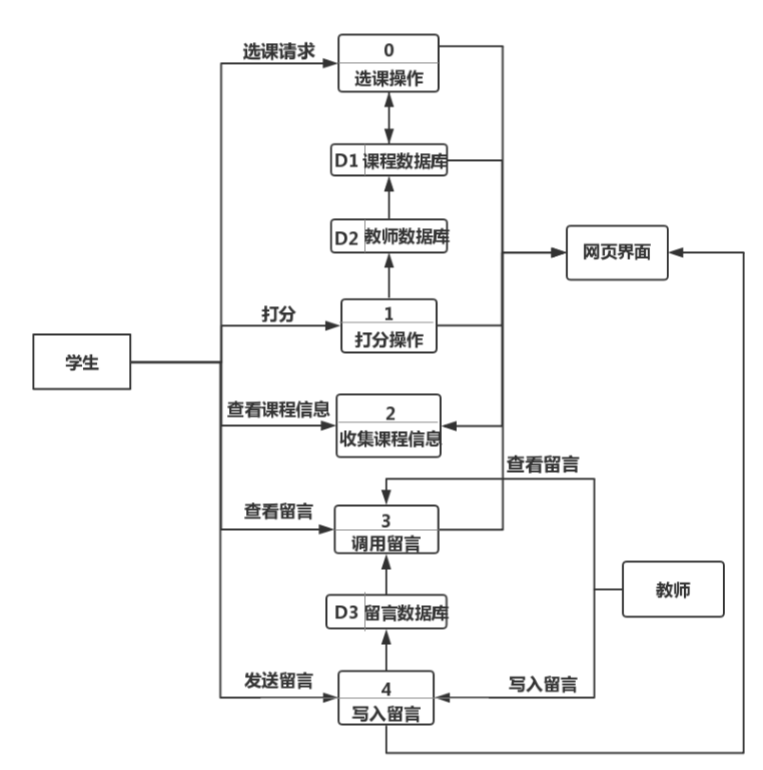 选课请求
0
选课操作
D1 课程数据库
D2 教师数据库
网页界面
打分
1
打分操作
学生
查看课程信息
2
收集课程信息
查看留言
查看留言
3
调用留言
教师
D3 留言数据库
发送留言
4
写入留言
写入留言